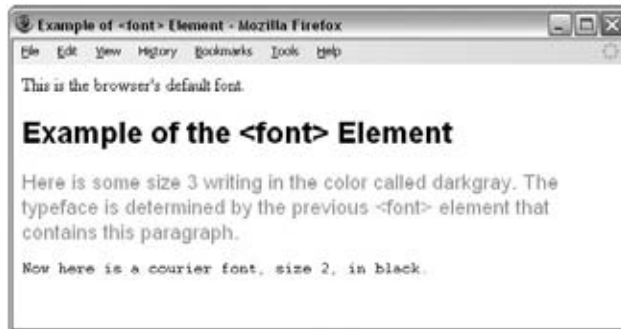 Example of <font> Element - Mozilla Firefox
File Edit View History Bookmarks Tools Help
This is the browser's default font.
Example of the <font> Element
Here is some size 3 writing in the color called darkgray. The
typeface is determined by the previous <font> element that
contains this paragraph.
Now here is a courier font, size 2, in black.